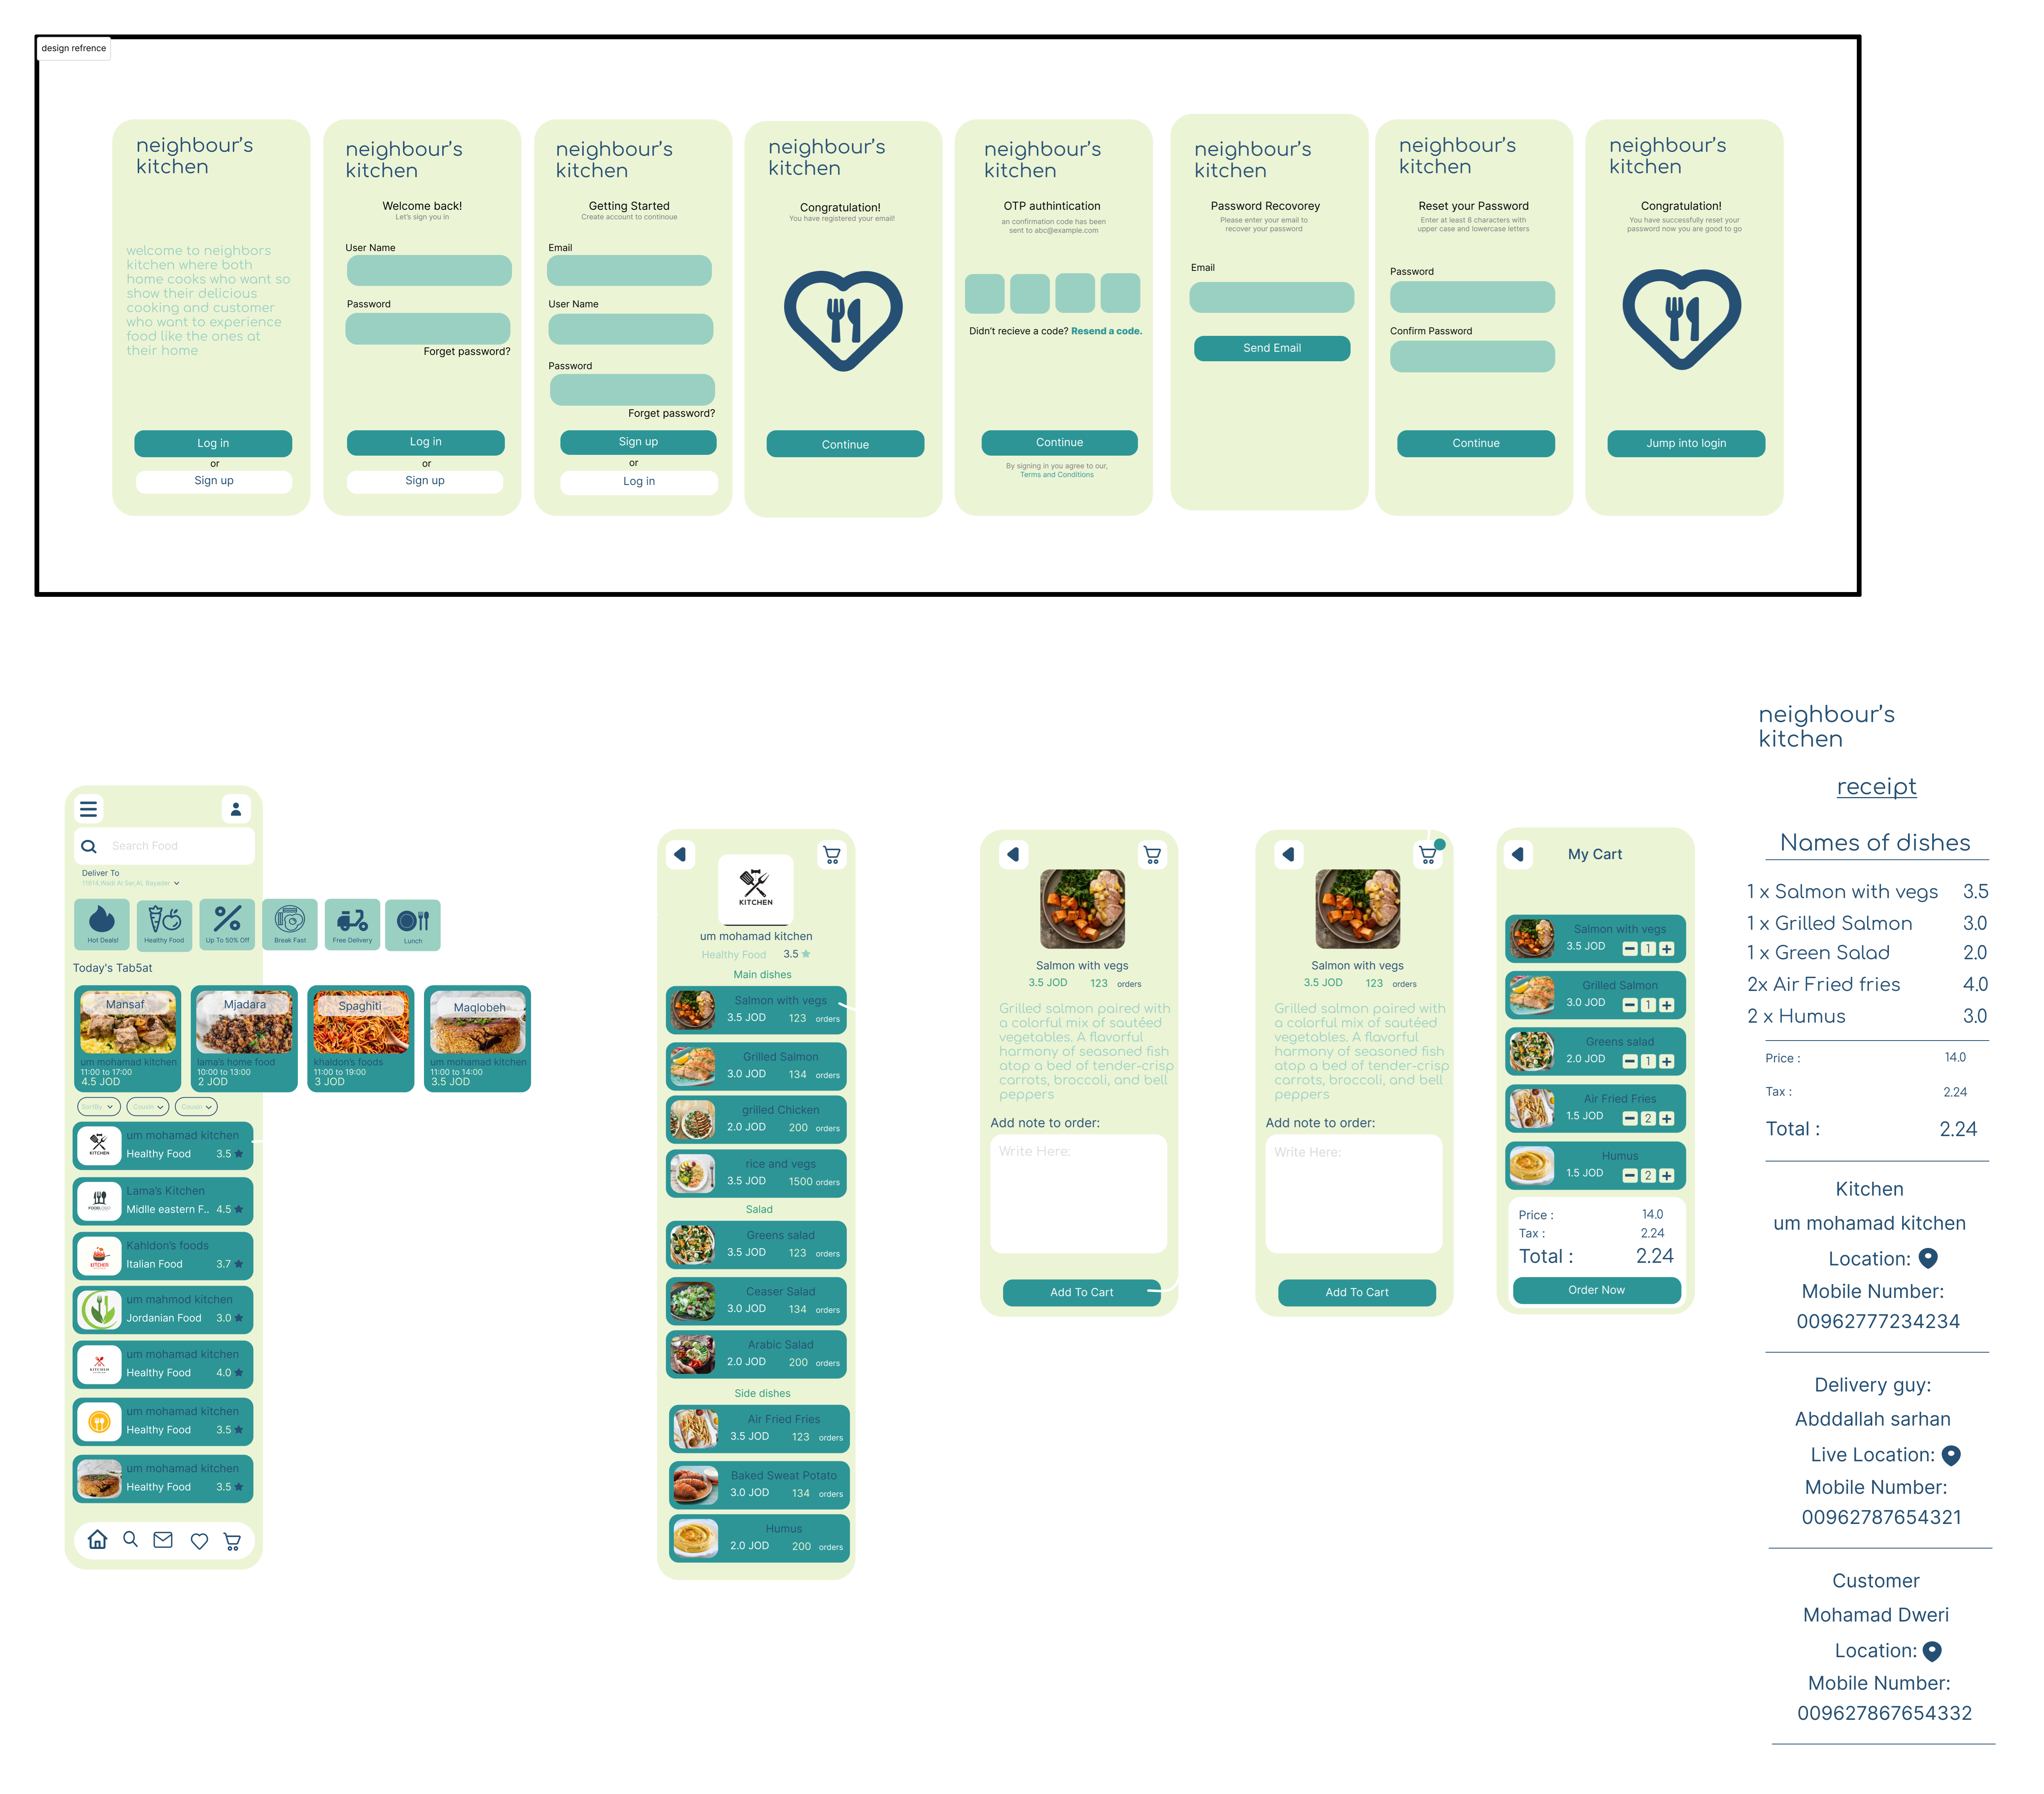 design refrence
neighbour's
kitchen
welcome to neighbors
kitchen where both
home cooks who want so
show their delicious
cooking and customer
who want to experience
food like the ones at
their home
Log in
or
Sign up
neighbour's
kitchen
Welcome back!
Let's sign you in
User Name
Password
Forget password?
Log in
or
Sign up
neighbour's
kitchen
Getting Started
Create account to continoue
Email
User Name
Password
Forget password?
Sign up
or
Log in
neighbour's
kitchen
Congratulation!
You have registered your email!
Continue
neighbour's
kitchen
OTP authintication
an confirmation code has been
sent to abc@example.com
Didn't recieve a code? Resend a code.
Continue
By signing in you agree to our,
Terms and Conditions
neighbour's
kitchen
Password Recovorey
Please enter your email to
recover your password
Email
Send Email
neighbour's
kitchen
Reset your Password
Enter at least 8 characters with
upper case and lowercase letters
Password
Confirm Password
Continue
neighbour's
kitchen
Congratulation!
You have successfully reset your
password now you are good to go
Jump into login
Search Food
Deliver To
11814,Wadi Al Ser,AL Bayader
Hot Deals!
Healthy Food
Up To 50% Off
Break Fast
Free Delivery
Lunch
Today's Tab5at
Mansaf
um mohamad kitchen
11:00 to 17:00
4.5 JOD
Mjadara
lama's home food
10:00 to 13:00
2 JOD
Spaghiti
khaldon's foods
11:00 to 19:00
3 JOD
Maqlobeh
um mohamad kitchen
11:00 to 14:00
3.5 JOD
SortBy
Cousin
Cousin
KITCHEN
um mohamad kitchen
Healthy Food 3.5
FOODLOGO
Lama's Kitchen
Midlle eastern F.. 4.5
KITCHEN
Kahldon's foods
Italian Food 3.7
um mahmod kitchen
Jordanian Food 3.0
KITCHEN
um mohamad kitchen
Healthy Food 4.0
um mohamad kitchen
Healthy Food 3.5
um mohamad kitchen
Healthy Food 3.5
KITCHEN
um mohamad kitchen
Healthy Food 3.5
Main dishes
Salmon with vegs
3.5 JOD 123 orders
Grilled Salmon
3.0 JOD 134 orders
grilled Chicken
2.0 JOD 200 orders
rice and vegs
3.5 JOD 1500 orders
Salad
Greens salad
3.5 JOD 123 orders
Ceaser Salad
3.0 JOD 134 orders
Arabic Salad
2.0 JOD 200 orders
Side dishes
Air Fried Fries
3.5 JOD 123 orders
Baked Sweat Potato
3.0 JOD 134 orders
Humus
2.0 JOD 200 orders
Salmon with vegs
3.5 JOD 123 orders
Grilled salmon paired with
a colorful mix of sautéed
vegetables. A flavorful
harmony of seasoned fish
atop a bed of tender-crisp
carrots, broccoli, and bell
peppers
Add note to order:
Write Here:
Add To Cart
Salmon with vegs
3.5 JOD 123 orders
Grilled salmon paired with
a colorful mix of sautéed
vegetables. A flavorful
harmony of seasoned fish
atop a bed of tender-crisp
carrots, broccoli, and bell
peppers
Add note to order:
Write Here:
Add To Cart
My Cart
Salmon with vegs
3.5 JOD 1
Grilled Salmon
3.0 JOD 1
Greens salad
2.0 JOD 1
Air Fried Fries
1.5 JOD 2
Humus
1.5 JOD 2
Price : 14.0
Tax : 2.24
Total : 2.24
Order Now
neighbour's
kitchen
receipt
Names of dishes
1 x Salmon with vegs 3.5
1 x Grilled Salmon 3.0
1 x Green Salad 2.0
2x Air Fried fries 4.0
2 x Humus 3.0
Price : 14.0
Tax : 2.24
Total : 2.24
Kitchen
um mohamad kitchen
Location:
Mobile Number:
00962777234234
Delivery guy:
Abddallah sarhan
Live Location:
Mobile Number:
00962787654321
Customer
Mohamad Dweri
Location:
Mobile Number:
009627867654332